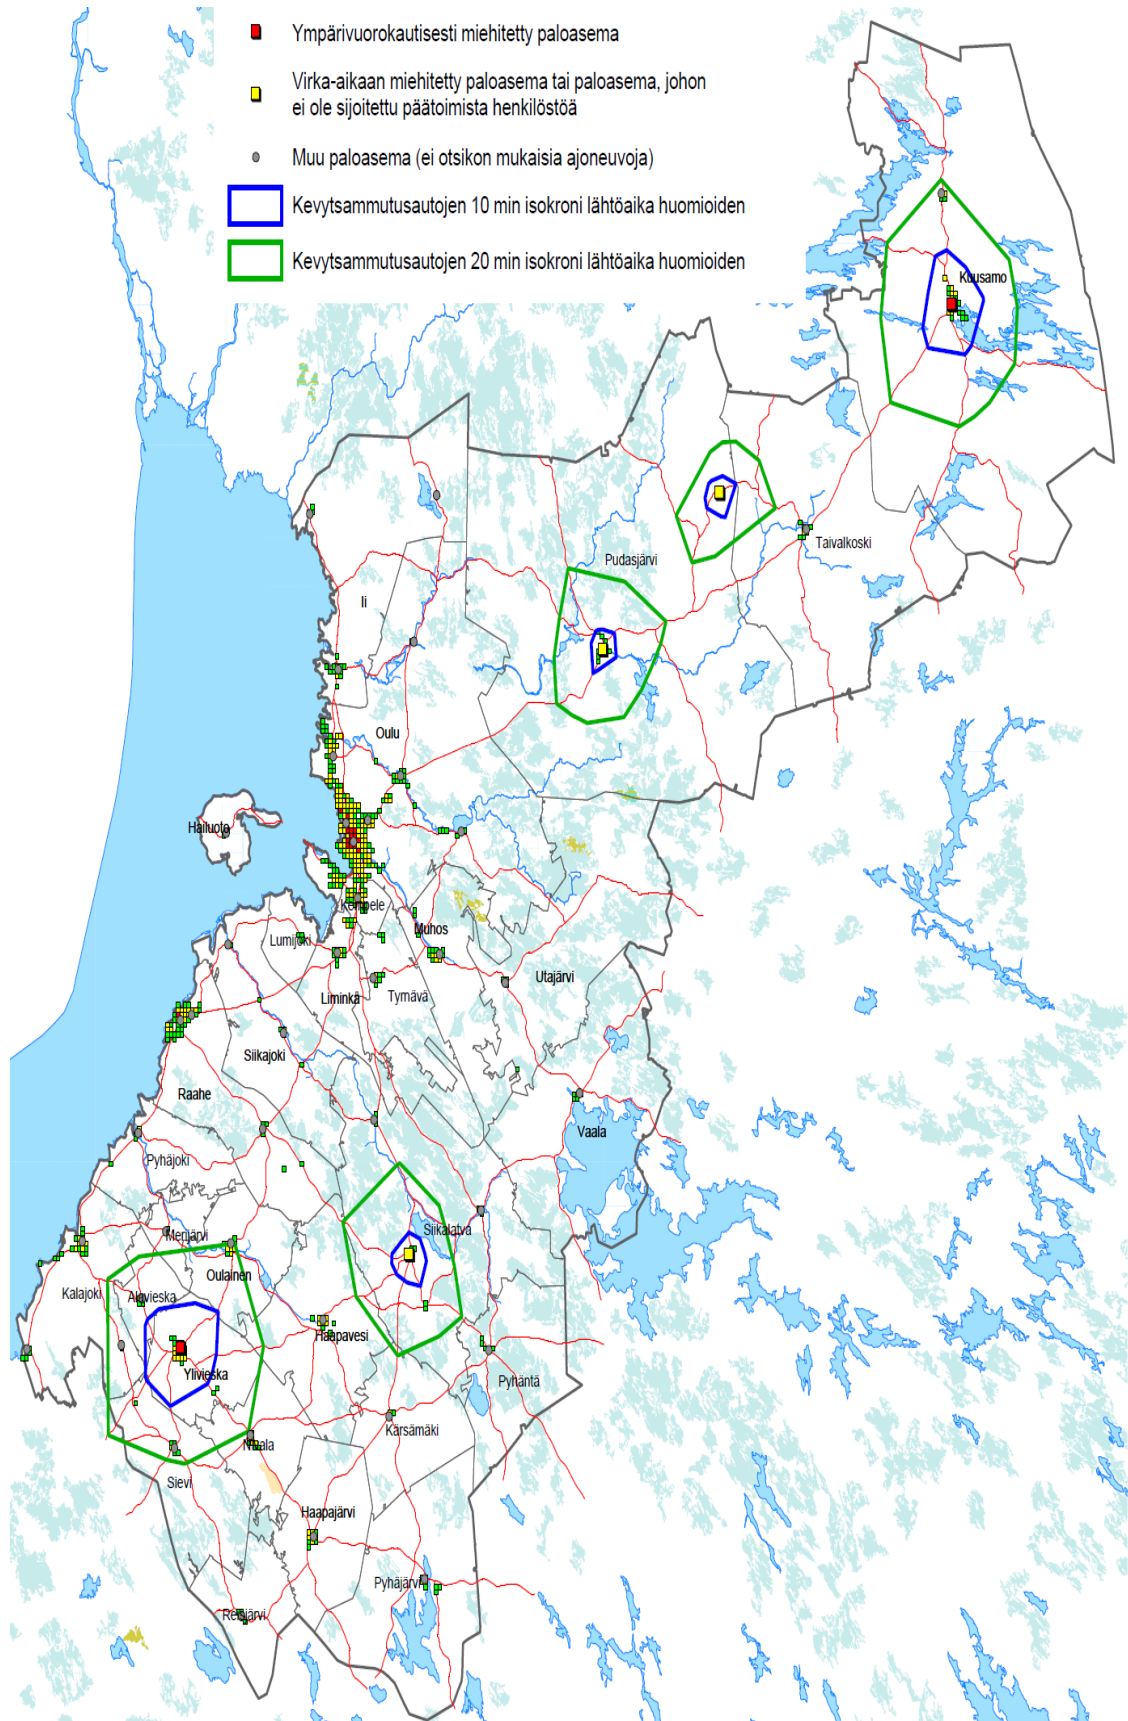 Ympärivuorokautisesti miehitetty paloasema
Virka-aikaan miehitetty paloasema tai paloasema, johon
ei ole sijoitettu päätoimista henkilöstöä
Muu paloasema (ei otsikon mukaisia ajoneuvoja)
Kevytsammutusautojen 10 min isokroni lähtöaika huomioiden
Kevytsammutusautojen 20 min isokroni lähtöaika huomioiden
Kuusamo
Taivalkoski
Pudasjärvi
Ii
Oulu
Hailuoto
Kempele
Muhos
Lumijoki
Utajärvi
Liminka
Tyrnävä
Siikajoki
Raahe
Vaala
Pyhäjoki
Siikalatva
Merijärvi
Oulainen
Kalajoki
Alavieska
Haapavesi
Ylivieska
Pyhäntä
Kärsämäki
Nivala
Sievi
Haapajärvi
Pyhäjärvi
Reisjärvi